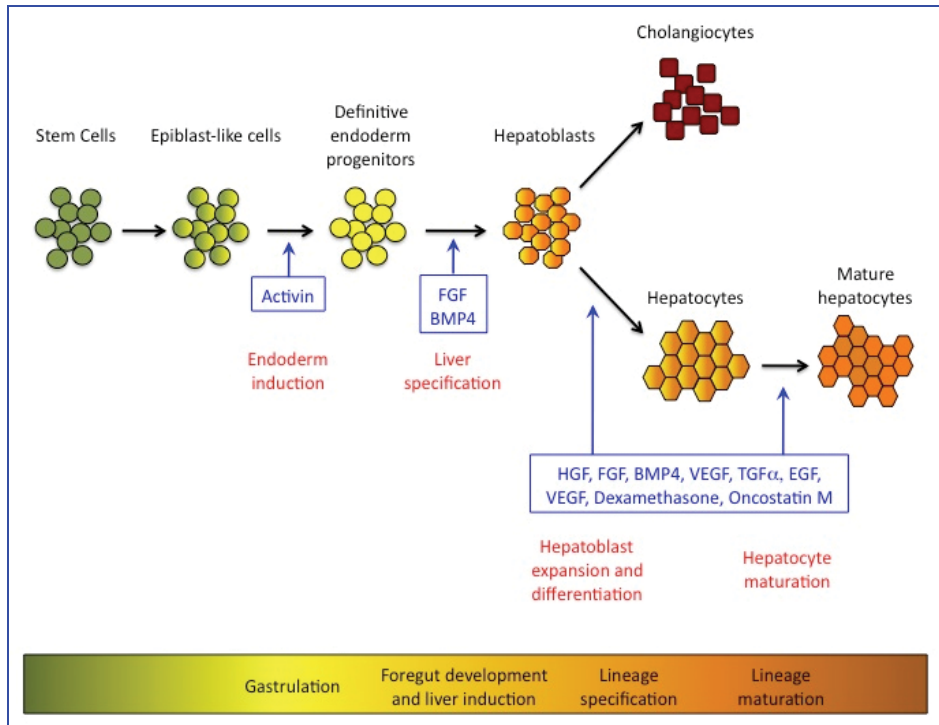 Cholangiocytes
Stem Cells
Epiblast-like cells
Definitive
endoderm
progenitors
Hepatoblasts
Activin
FGF
BMP4
Endoderm
induction
Liver
specification
Hepatocytes
Mature
hepatocytes
HGF, FGF, BMP4, VEGF, TGFα, EGF,
VEGF, Dexamethasone, Oncostatin M
Hepatoblast
expansion and
differentiation
Hepatocyte
maturation
Gastrulation
Foregut development
and liver induction
Lineage
specification
Lineage
maturation